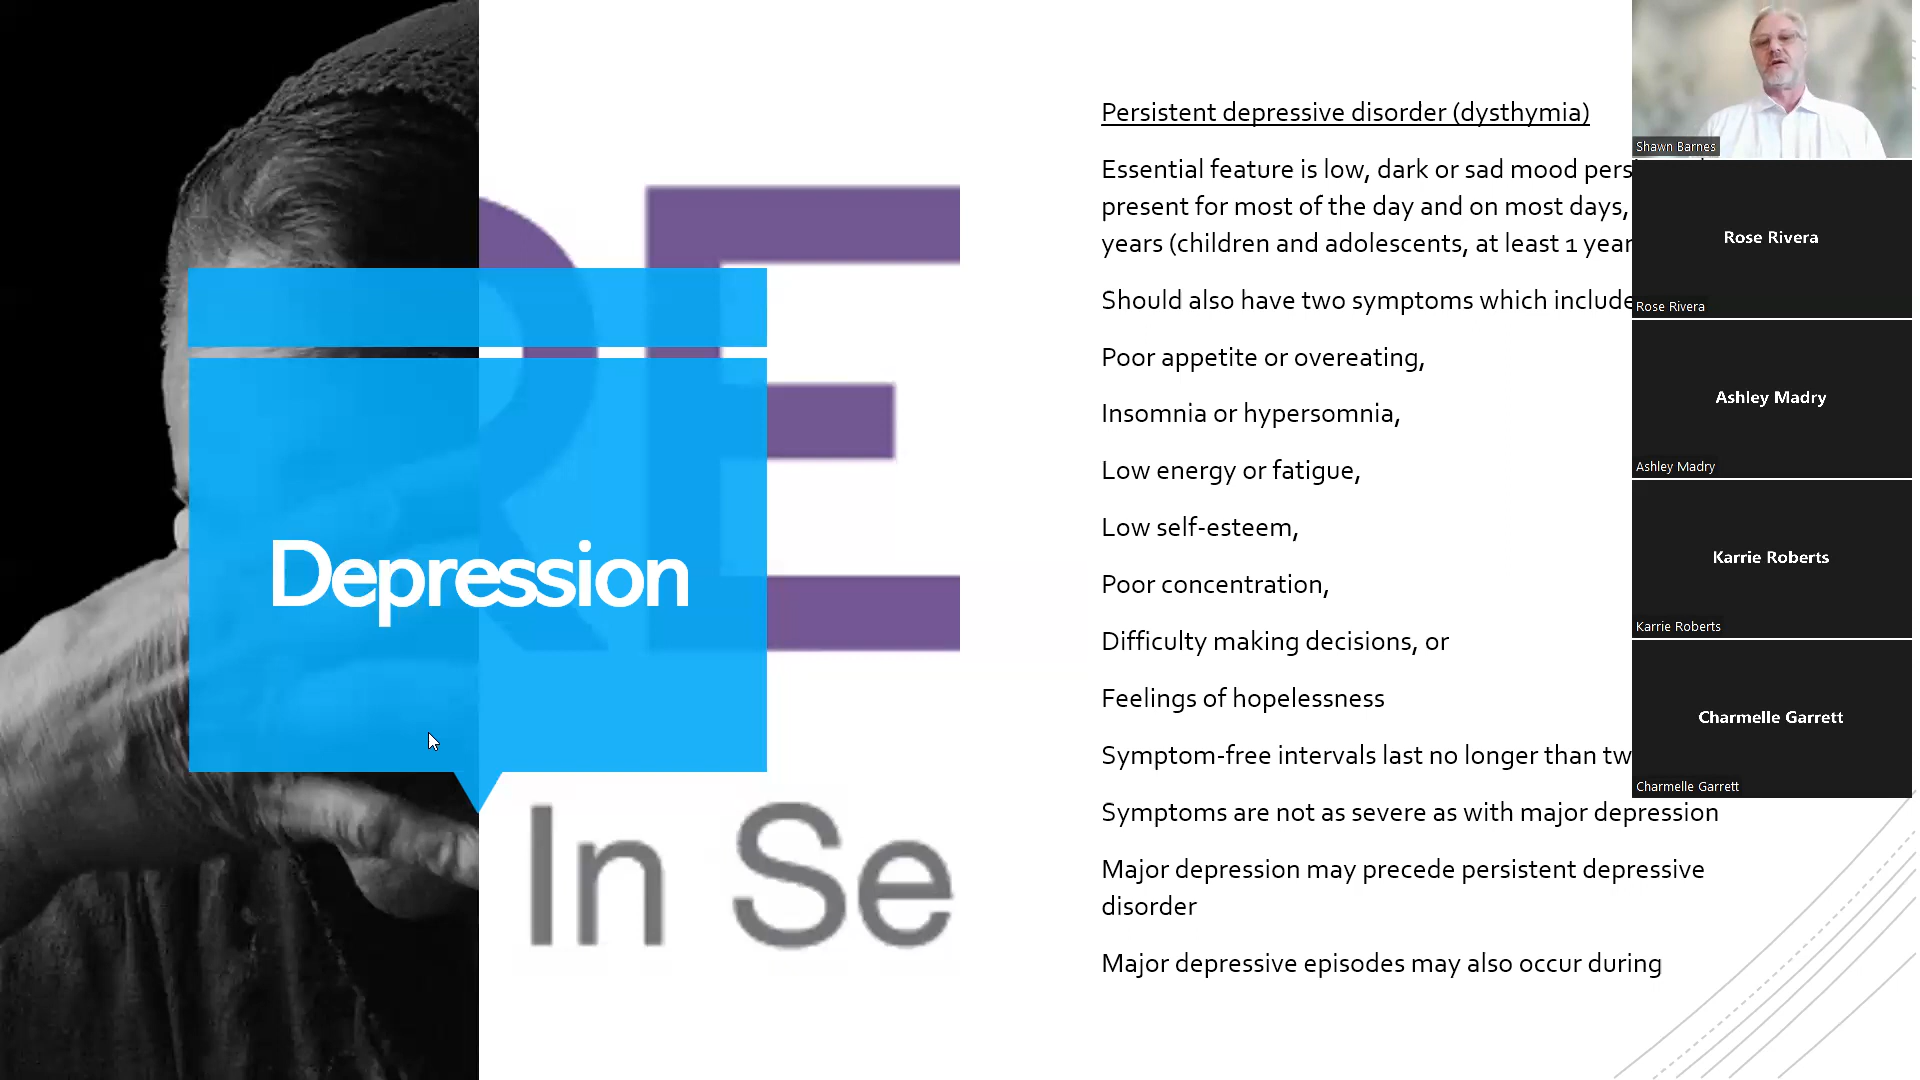 RE
In Se
Depression
Persistent depressive disorder (dysthymia)
Essential feature is low, dark or sad mood
present for most of the day and on most days,
years (children and adolescents, at least 1 year
Should also have two symptoms which include
Poor appetite or overeating,
Insomnia or hypersomnia,
Low energy or fatigue,
Low self-esteem,
Poor concentration,
Difficulty making decisions, or
Feelings of hopelessness
Symptom-free intervals last no longer than
Symptoms are not as severe as with major depression
Major depression may precede persistent depressive
disorder
Major depressive episodes may also occur during
Shawn Barnes
Rose Rivera
Rose Rivera
Ashley Madry
Ashley Madry
Karrie Roberts
Karrie Roberts
Charmelle Garrett
Charmelle Garrett